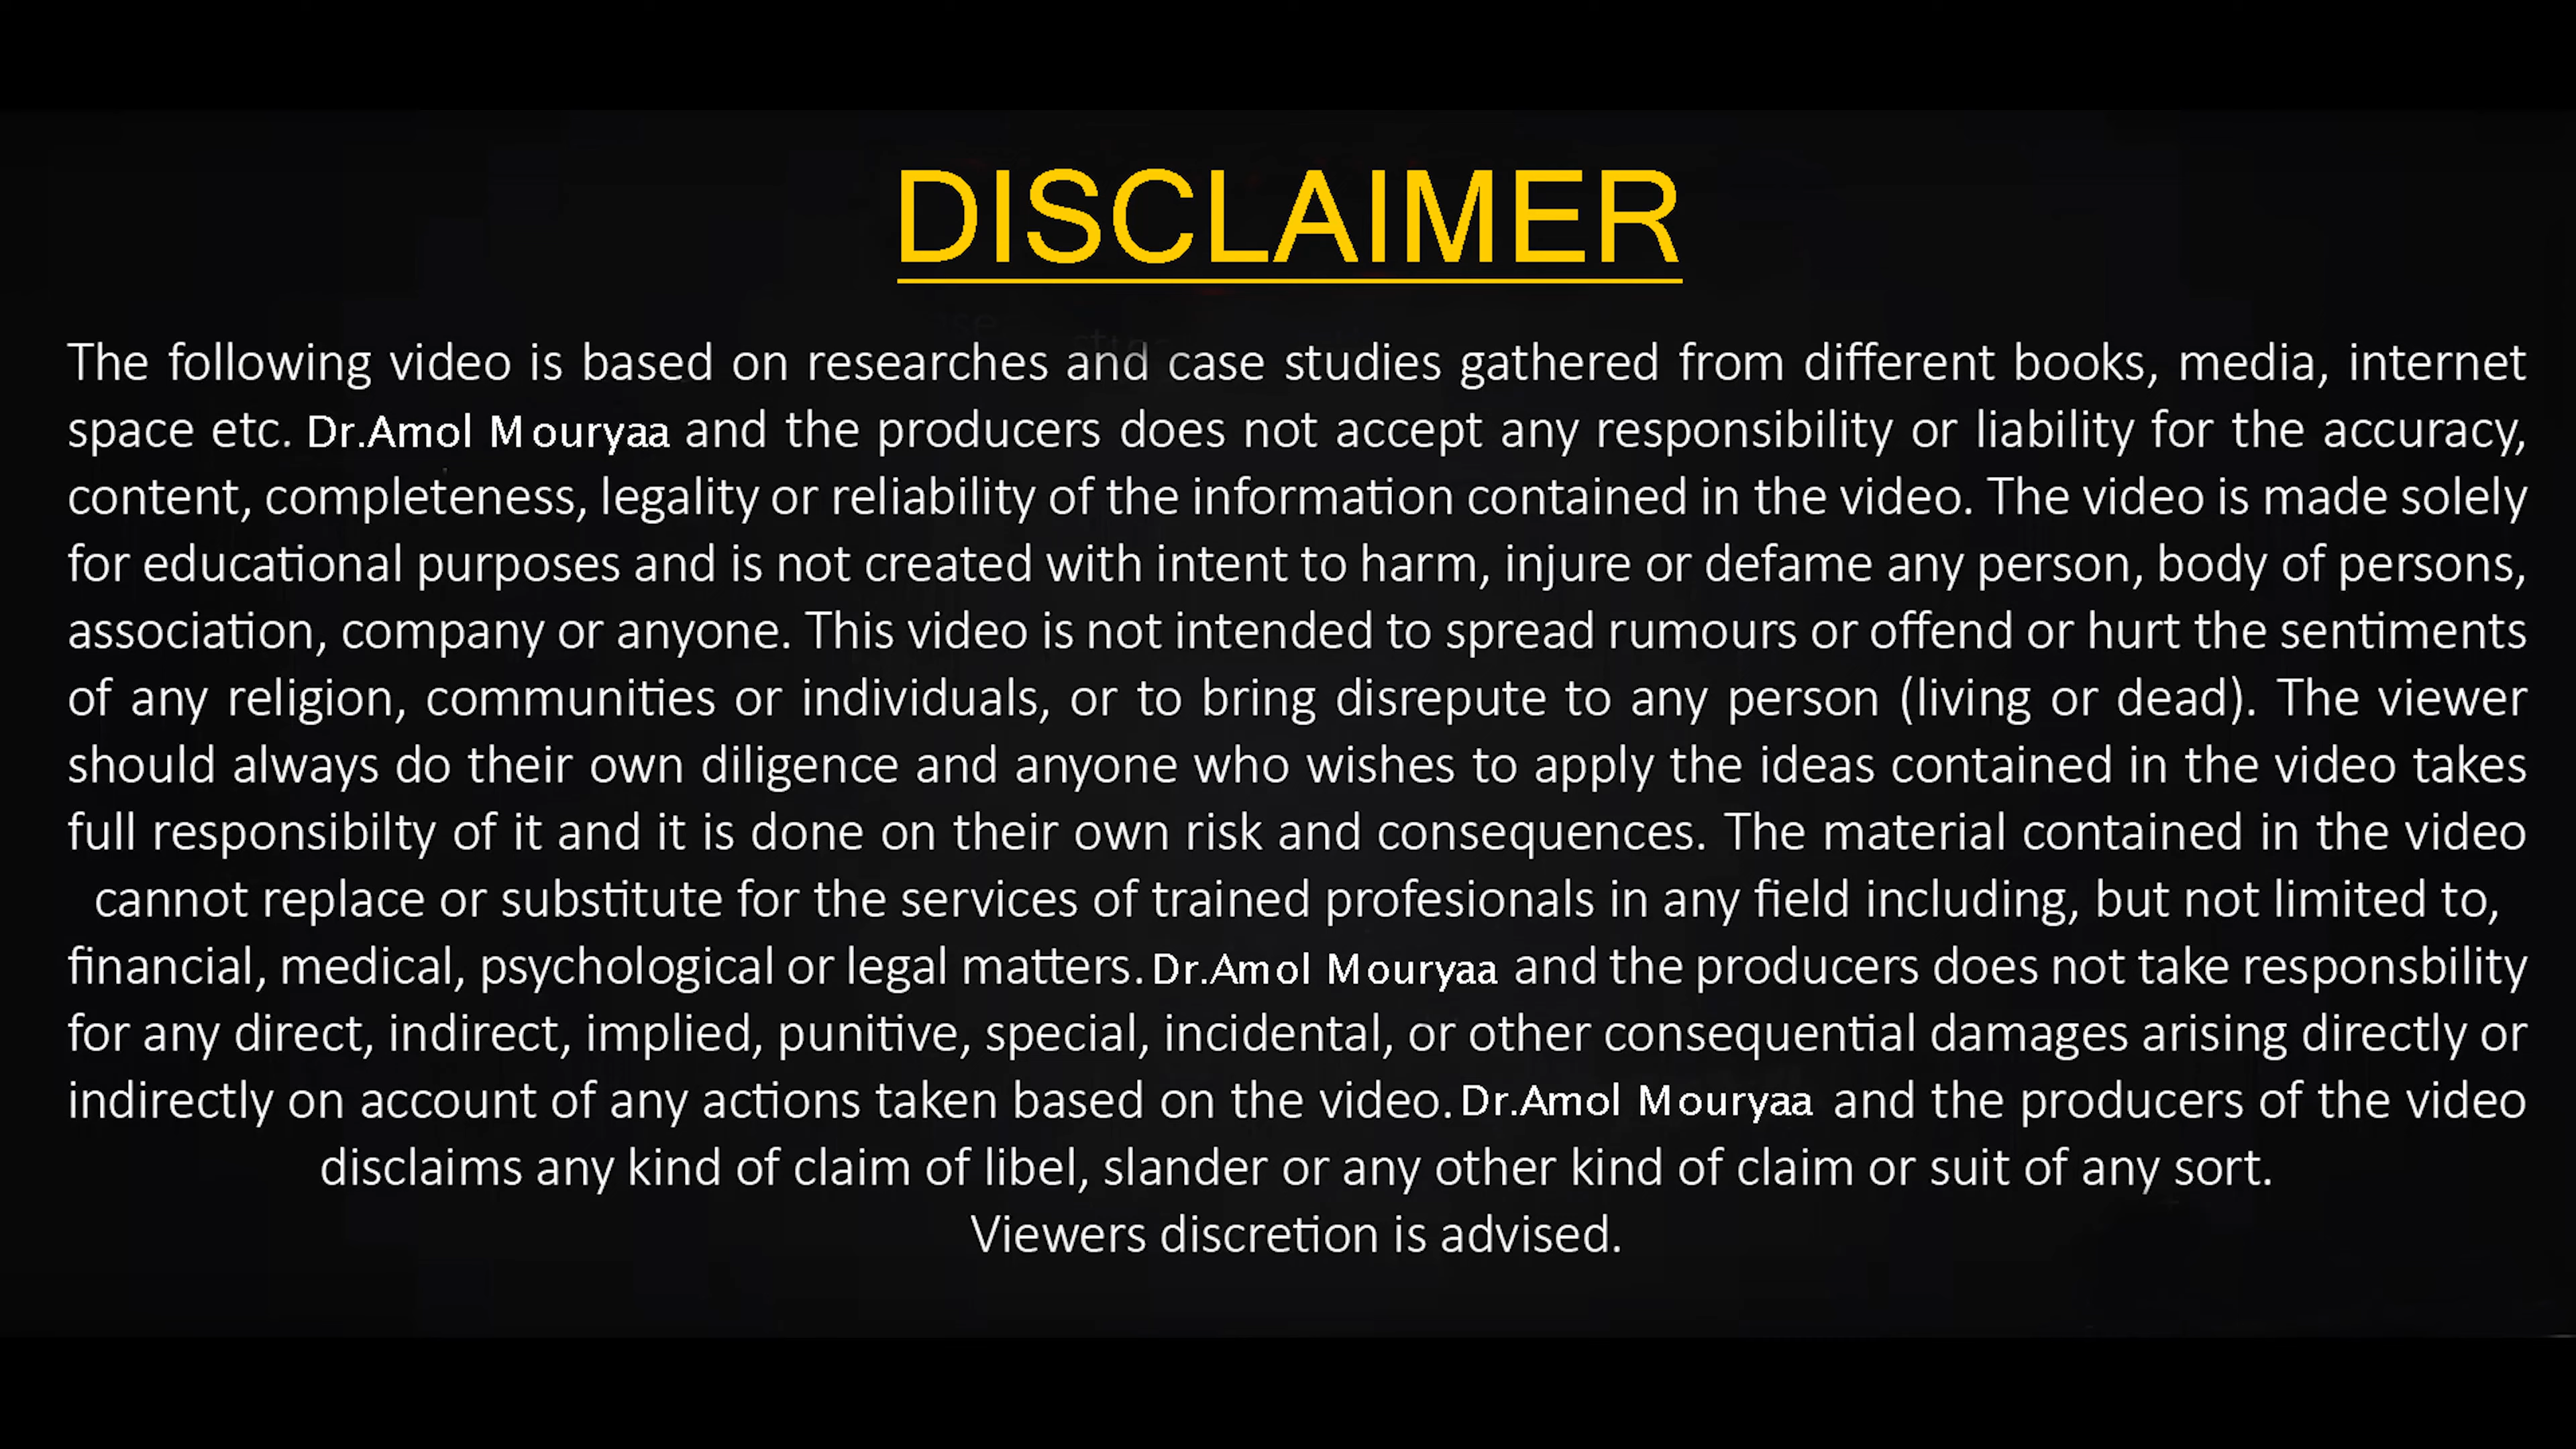 DISCLAIMER
The following video is based on researches and case studies gathered from different books, media, internet
space etc. Dr.Amol Mouryaa and the producers does not accept any responsibility or liability for the accuracy,
content, completeness, legality or reliability of the information contained in the video. The video is made solely
for educational purposes and is not created with intent to harm, injure or defame any person, body of persons,
association, company or anyone. This video is not intended to spread rumours or offend or hurt the sentiments
of any religion, communities or individuals, or to bring disrepute to any person (living or dead). The viewer
should always do their own diligence and anyone who wishes to apply the ideas contained in the video takes
full responsibilty of it and it is done on their own risk and consequences. The material contained in the video
cannot replace or substitute for the services of trained profesionals in any field including, but not limited to,
financial, medical, psychological or legal matters. Dr.Amol Mouryaa and the producers does not take responsbility
for any direct, indirect, implied, punitive, special, incidental, or other consequential damages arising directly or
indirectly on account of any actions taken based on the video. Dr.Amol Mouryaa and the producers of the video
disclaims any kind of claim of libel, slander or any other kind of claim or suit of any sort.
Viewers discretion is advised.